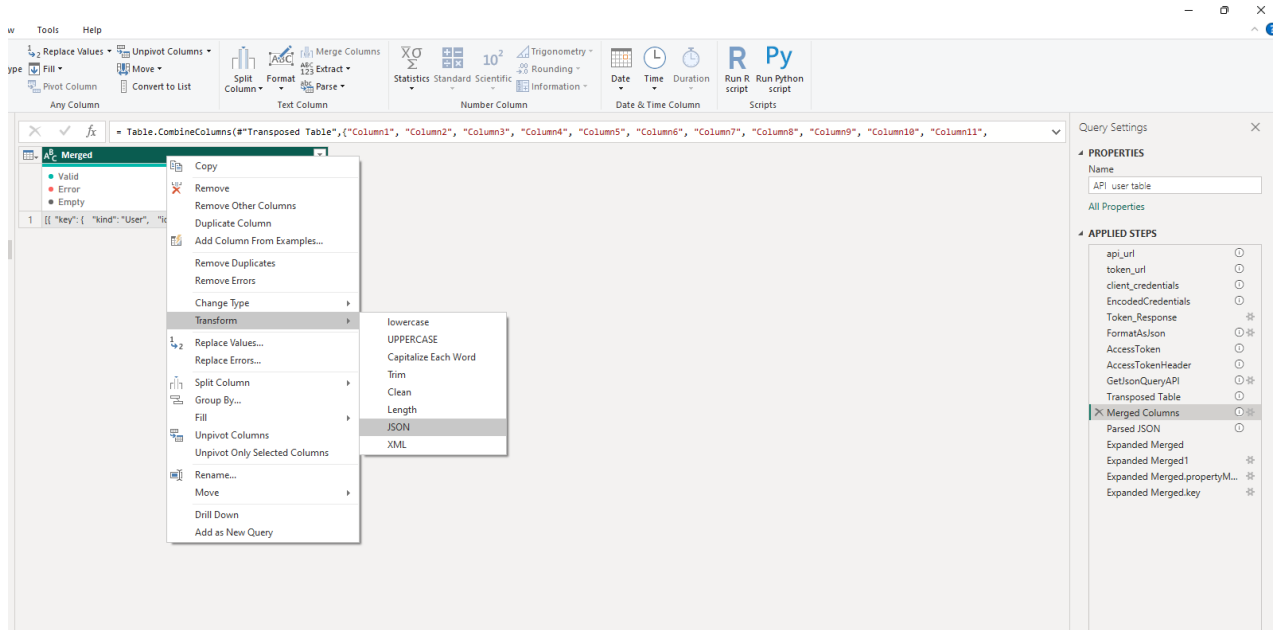 w Tools Help
Replace Values
Unpivot Columns
ype
Fill
Move
Pivot Column
Convert to List
Any Column
Split Column
Format
Merge Columns
Extract
Parse
Text Column
Statistics
Standard
Scientific
Trigonometry
Rounding
Information
Number Column
Date
Time
Duration
Date & Time Column
Run R script
Run Python script
Scripts
= Table.CombineColumns(#"Transposed Table",{"Column1", "Column2", "Column3", "Column4", "Column5", "Column6", "Column7", "Column8", "Column9", "Column10", "Column11",
Merged
Valid
Error
Empty
1 [{ "key": { "kind": "User", "ic
Copy
Remove
Remove Other Columns
Duplicate Column
Add Column From Examples...
Remove Duplicates
Remove Errors
Change Type
Transform
Replace Values...
Replace Errors...
Split Column
Group By...
Fill
Unpivot Columns
Unpivot Only Selected Columns
Rename...
Move
Drill Down
Add as New Query
lowercase
UPPERCASE
Capitalize Each Word
Trim
Clean
Length
JSON
XML
Query Settings
PROPERTIES
Name
API user table
All Properties
APPLIED STEPS
api_url
token_url
client_credentials
EncodedCredentials
Token_Response
FormatAsJson
AccessToken
AccessTokenHeader
GetJsonQueryAPI
Transposed Table
Merged Columns
Parsed JSON
Expanded Merged
Expanded Merged1
Expanded Merged.propertyM...
Expanded Merged.key